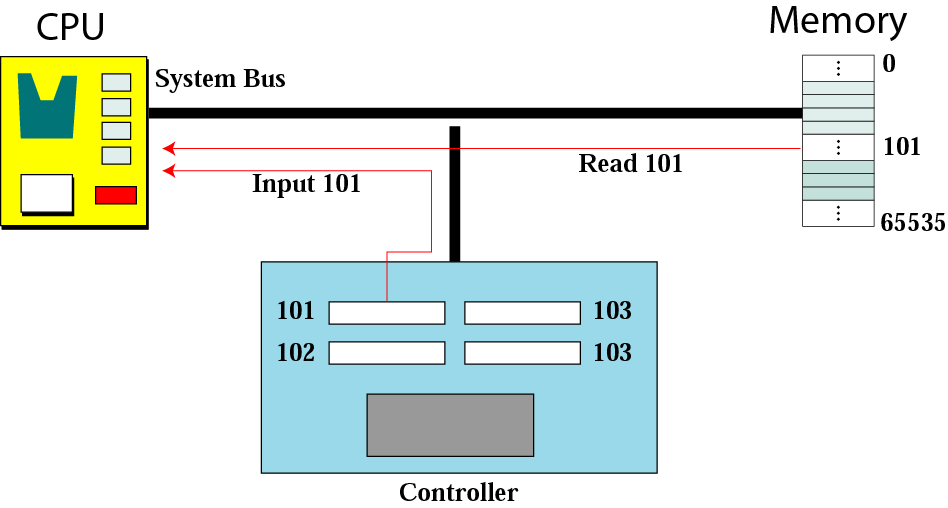 CPU
Memory
System Bus
0
101
Read 101
Input 101
65535
101
103
102
103
Controller